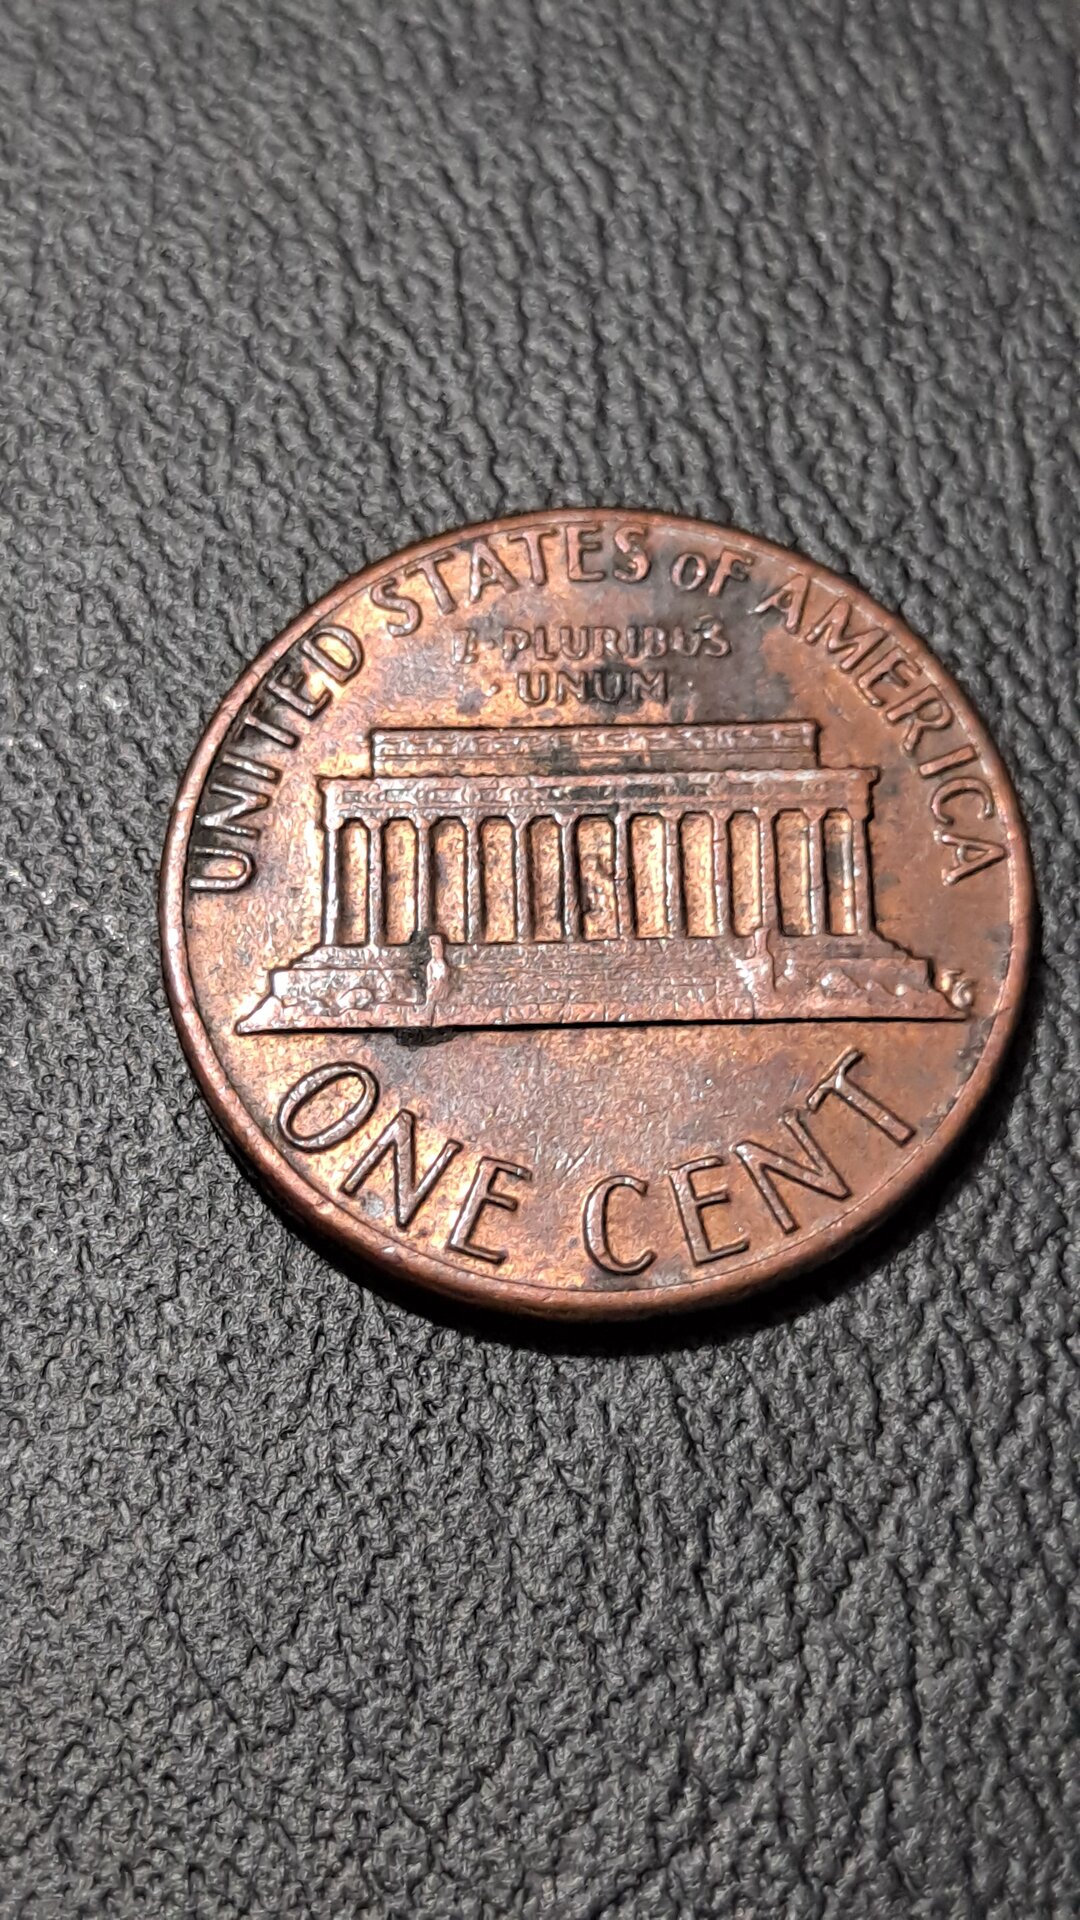 UNITED STATES OF AMERICA
E·PLURIBUS
UNUM
ONE CENT